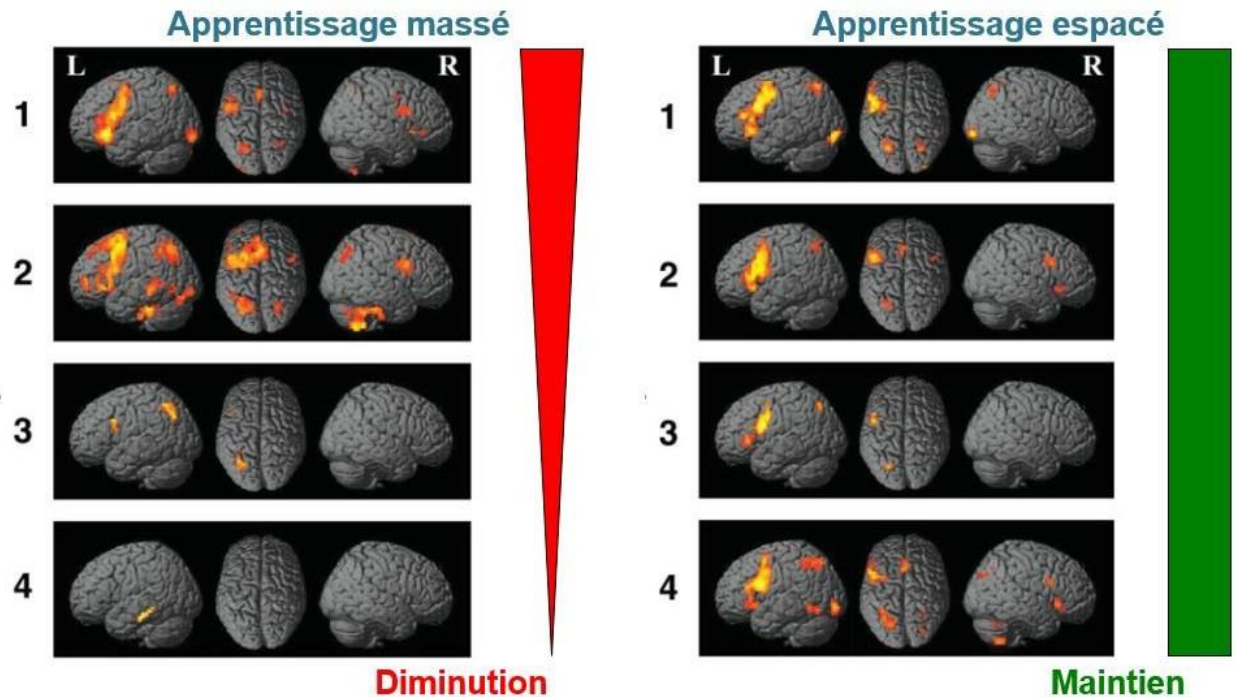 Apprentissage massé
L R
1
2
3
4
Diminution
Apprentissage espacé
L R
1
2
3
4
Maintien